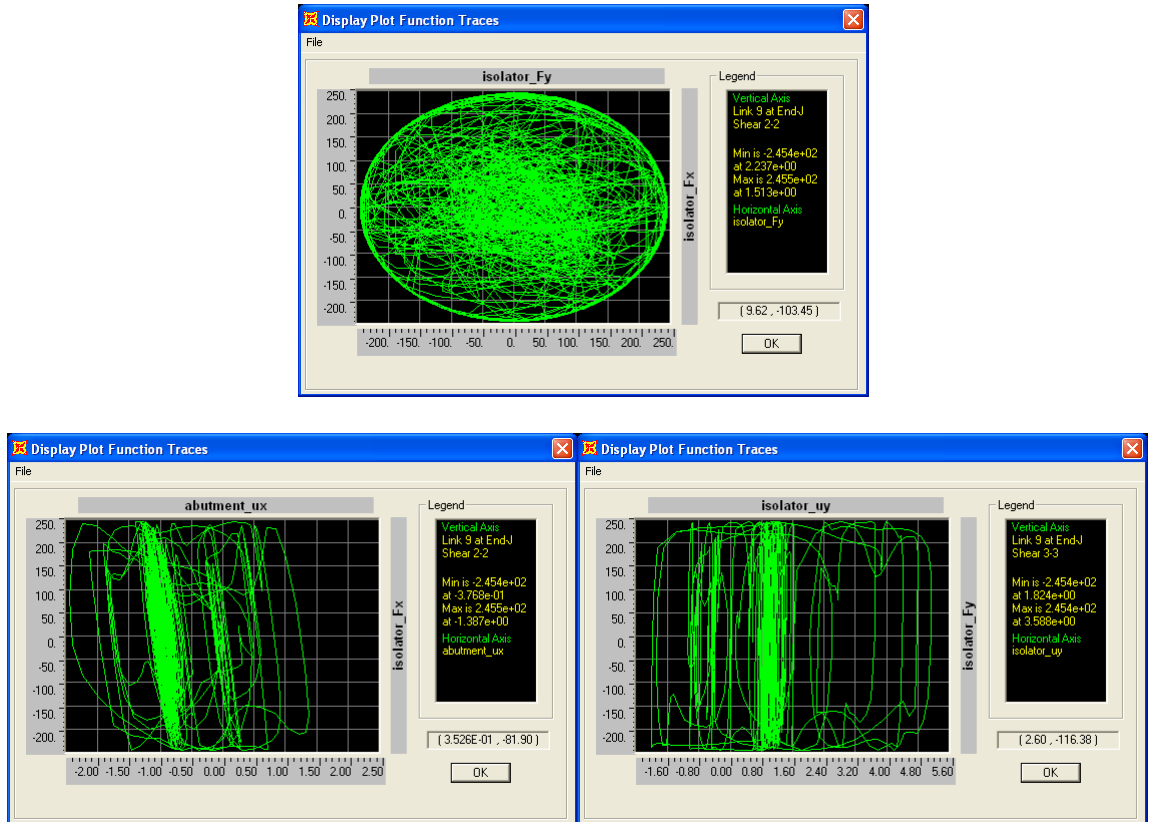 Display Plot Function Traces
File
isolator_Fy
250.
200.
150.
100.
50.
0.
-50.
-100.
-150.
-200.
-200. -150. -100. -50. 0. 50. 100. 150. 200. 250.
isolator_Fx
Legend
Vertical Axis
Link 9 at End-J
Shear 2-2
Min is -2.454e+02
at 2.237e+00
Max is 2.455e+02
at 1.513e+00
Horizontal Axis
isolator_Fy
( 9.62 , -103.45 )
OK
Display Plot Function Traces
File
abutment_ux
250.
200.
150.
100.
50.
0.
-50.
-100.
-150.
-200.
-2.00 -1.50 -1.00 -0.50 0.00 0.50 1.00 1.50 2.00 2.50
isolator_Fx
Legend
Vertical Axis
Link 9 at End-J
Shear 2-2
Min is -2.454e+02
at -3.768e-01
Max is 2.455e+02
at -1.387e+00
Horizontal Axis
abutment_ux
( 3.526E-01 , -81.90 )
OK
Display Plot Function Traces
File
isolator_uy
250.
200.
150.
100.
50.
0.
-50.
-100.
-150.
-200.
-1.60 -0.80 0.00 0.80 1.60 2.40 3.20 4.00 4.80 5.60
isolator_Fy
Legend
Vertical Axis
Link 9 at End-J
Shear 3-3
Min is -2.454e+02
at 1.824e+00
Max is 2.454e+02
at 3.588e+00
Horizontal Axis
isolator_uy
( 2.60 , -116.38 )
OK